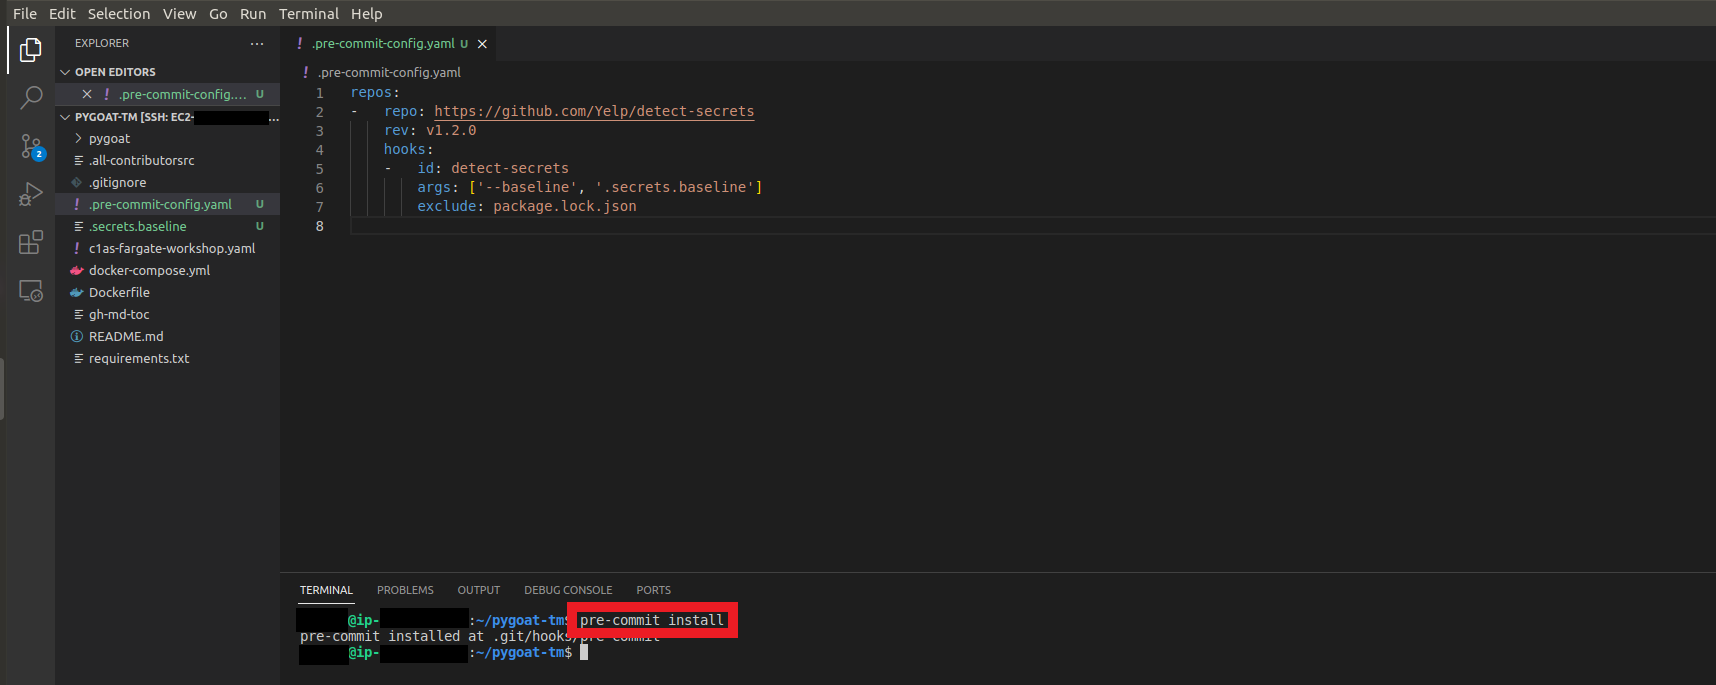 File Edit Selection View Go Run Terminal Help
EXPLORER
OPEN EDITORS
.pre-commit-config.... U
PYGOAT-TM [SSH: EC2- ...
pygoat
.all-contributorsrc
.gitignore
.pre-commit-config.yaml U
.secrets.baseline U
c1as-fargate-workshop.yaml
docker-compose.yml
Dockerfile
gh-md-toc
README.md
requirements.txt
2
.pre-commit-config.yaml U
.pre-commit-config.yaml
1 repos:
2 - repo: https://github.com/Yelp/detect-secrets
3 rev: v1.2.0
4 hooks:
5 - id: detect-secrets
6 args: ['--baseline', '.secrets.baseline']
7 exclude: package.lock.json
8
TERMINAL PROBLEMS OUTPUT DEBUG CONSOLE PORTS
@ip- :~/pygoat-tm$ pre-commit install
pre-commit installed at .git/hooks/pre-commit
@ip- :~/pygoat-tm$